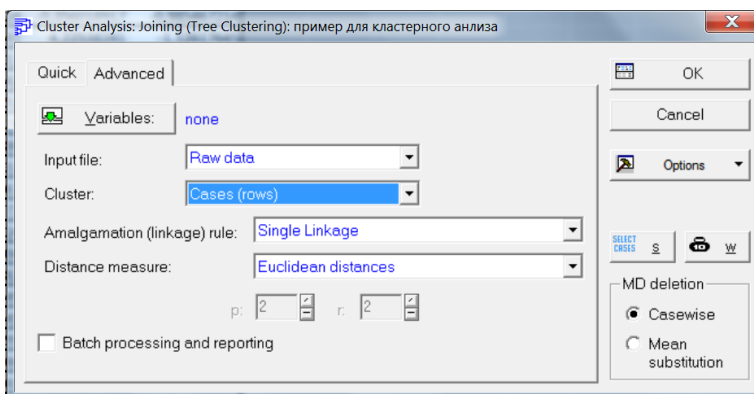 Cluster Analysis: Joining (Tree Clustering): пример для кластерного анлиза
Quick Advanced
Variables: none
Input file: Raw data
Cluster: Cases (rows)
Amalgamation (linkage) rule: Single Linkage
Distance measure: Euclidean distances
p: 2 r: 2
Batch processing and reporting
OK
Cancel
Options
SELECT CASES S W
MD deletion
Casewise
Mean
substitution